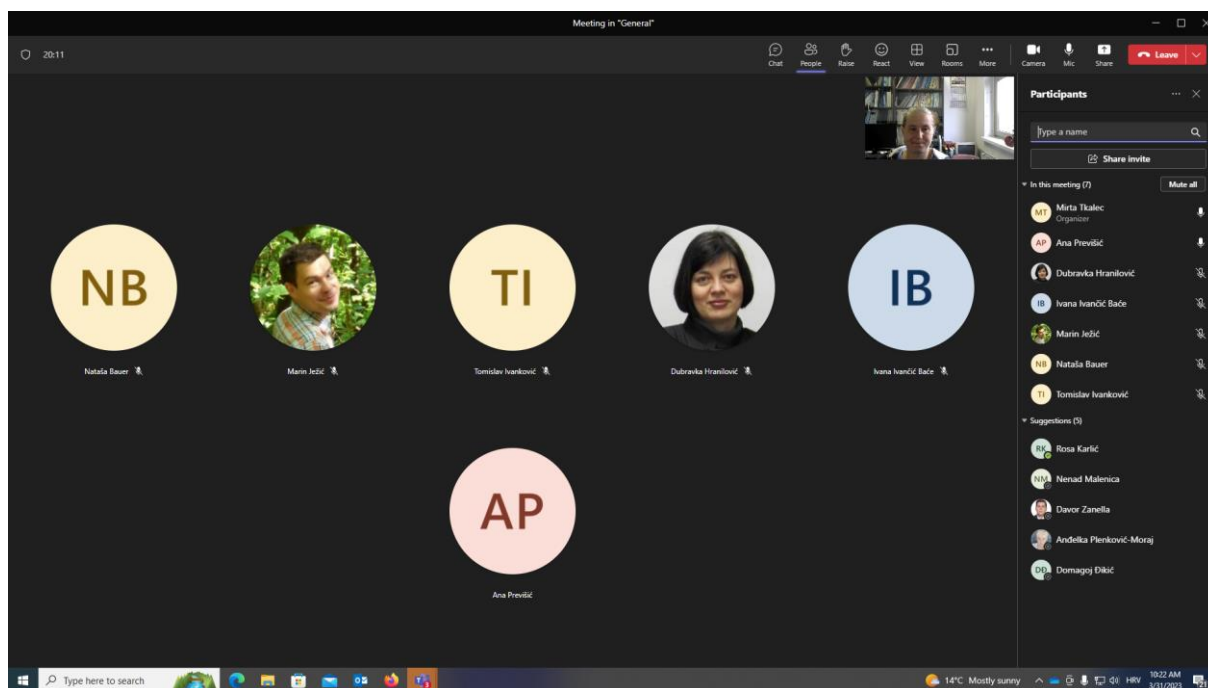 Meeting in "General"
20:11
Chat People Raise React View Rooms More Camera Mic Share Leave
Participants
Type a name
Share invite
In this meeting (7) Mute all
MT Mirta Tkalec
Organizer
AP Ana Previšić
Dubravka Hranilović
IB Ivana Ivančić Baće
Marin Ježić
NB Nataša Bauer
TI Tomislav Ivanković
Suggestions (5)
RK Rosa Karlić
NM Nenad Malenica
Davor Zanella
Anđelka Plenković-Moraj
DĐ Domagoj Đikić
NB
TI
IB
Nataša Bauer
Marin Ježić
Tomislav Ivanković
Dubravka Hranilović
Ivana Ivančić Baće
AP
Ana Previšić
Type here to search
14°C Mostly sunny
HRV
10:22 AM
3/31/2023
21